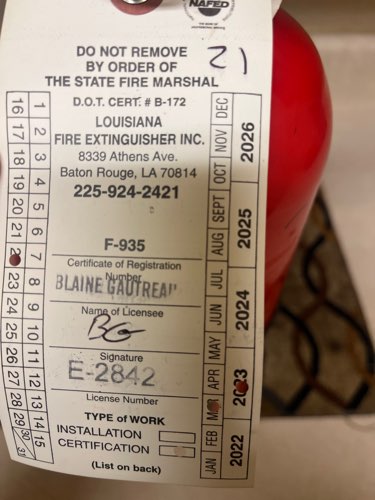 NAFED
DO NOT REMOVE
BY ORDER OF
THE STATE FIRE MARSHAL
21
D.O.T. CERT. # B-172
LOUISIANA
FIRE EXTINGUISHER INC.
8339 Athens Ave.
Baton Rouge, LA 70814
225-924-2421
F-935
Certificate of Registration
Number
BLAINE GAUTREAU
Name of Licensee
BG
Signature
E-2842
License Number
TYPE of WORK
INSTALLATION
CERTIFICATION
(List on back)
16 17 18 19 20 21 23 24 25 26 27 28 29 30 31
1 2 3 4 5 6 7 8 9 10 11 12 13 14 15
JAN FEB MAR APR MAY JUN JUL AUG SEPT OCT NOV DEC
2022 2023 2024 2025 2026